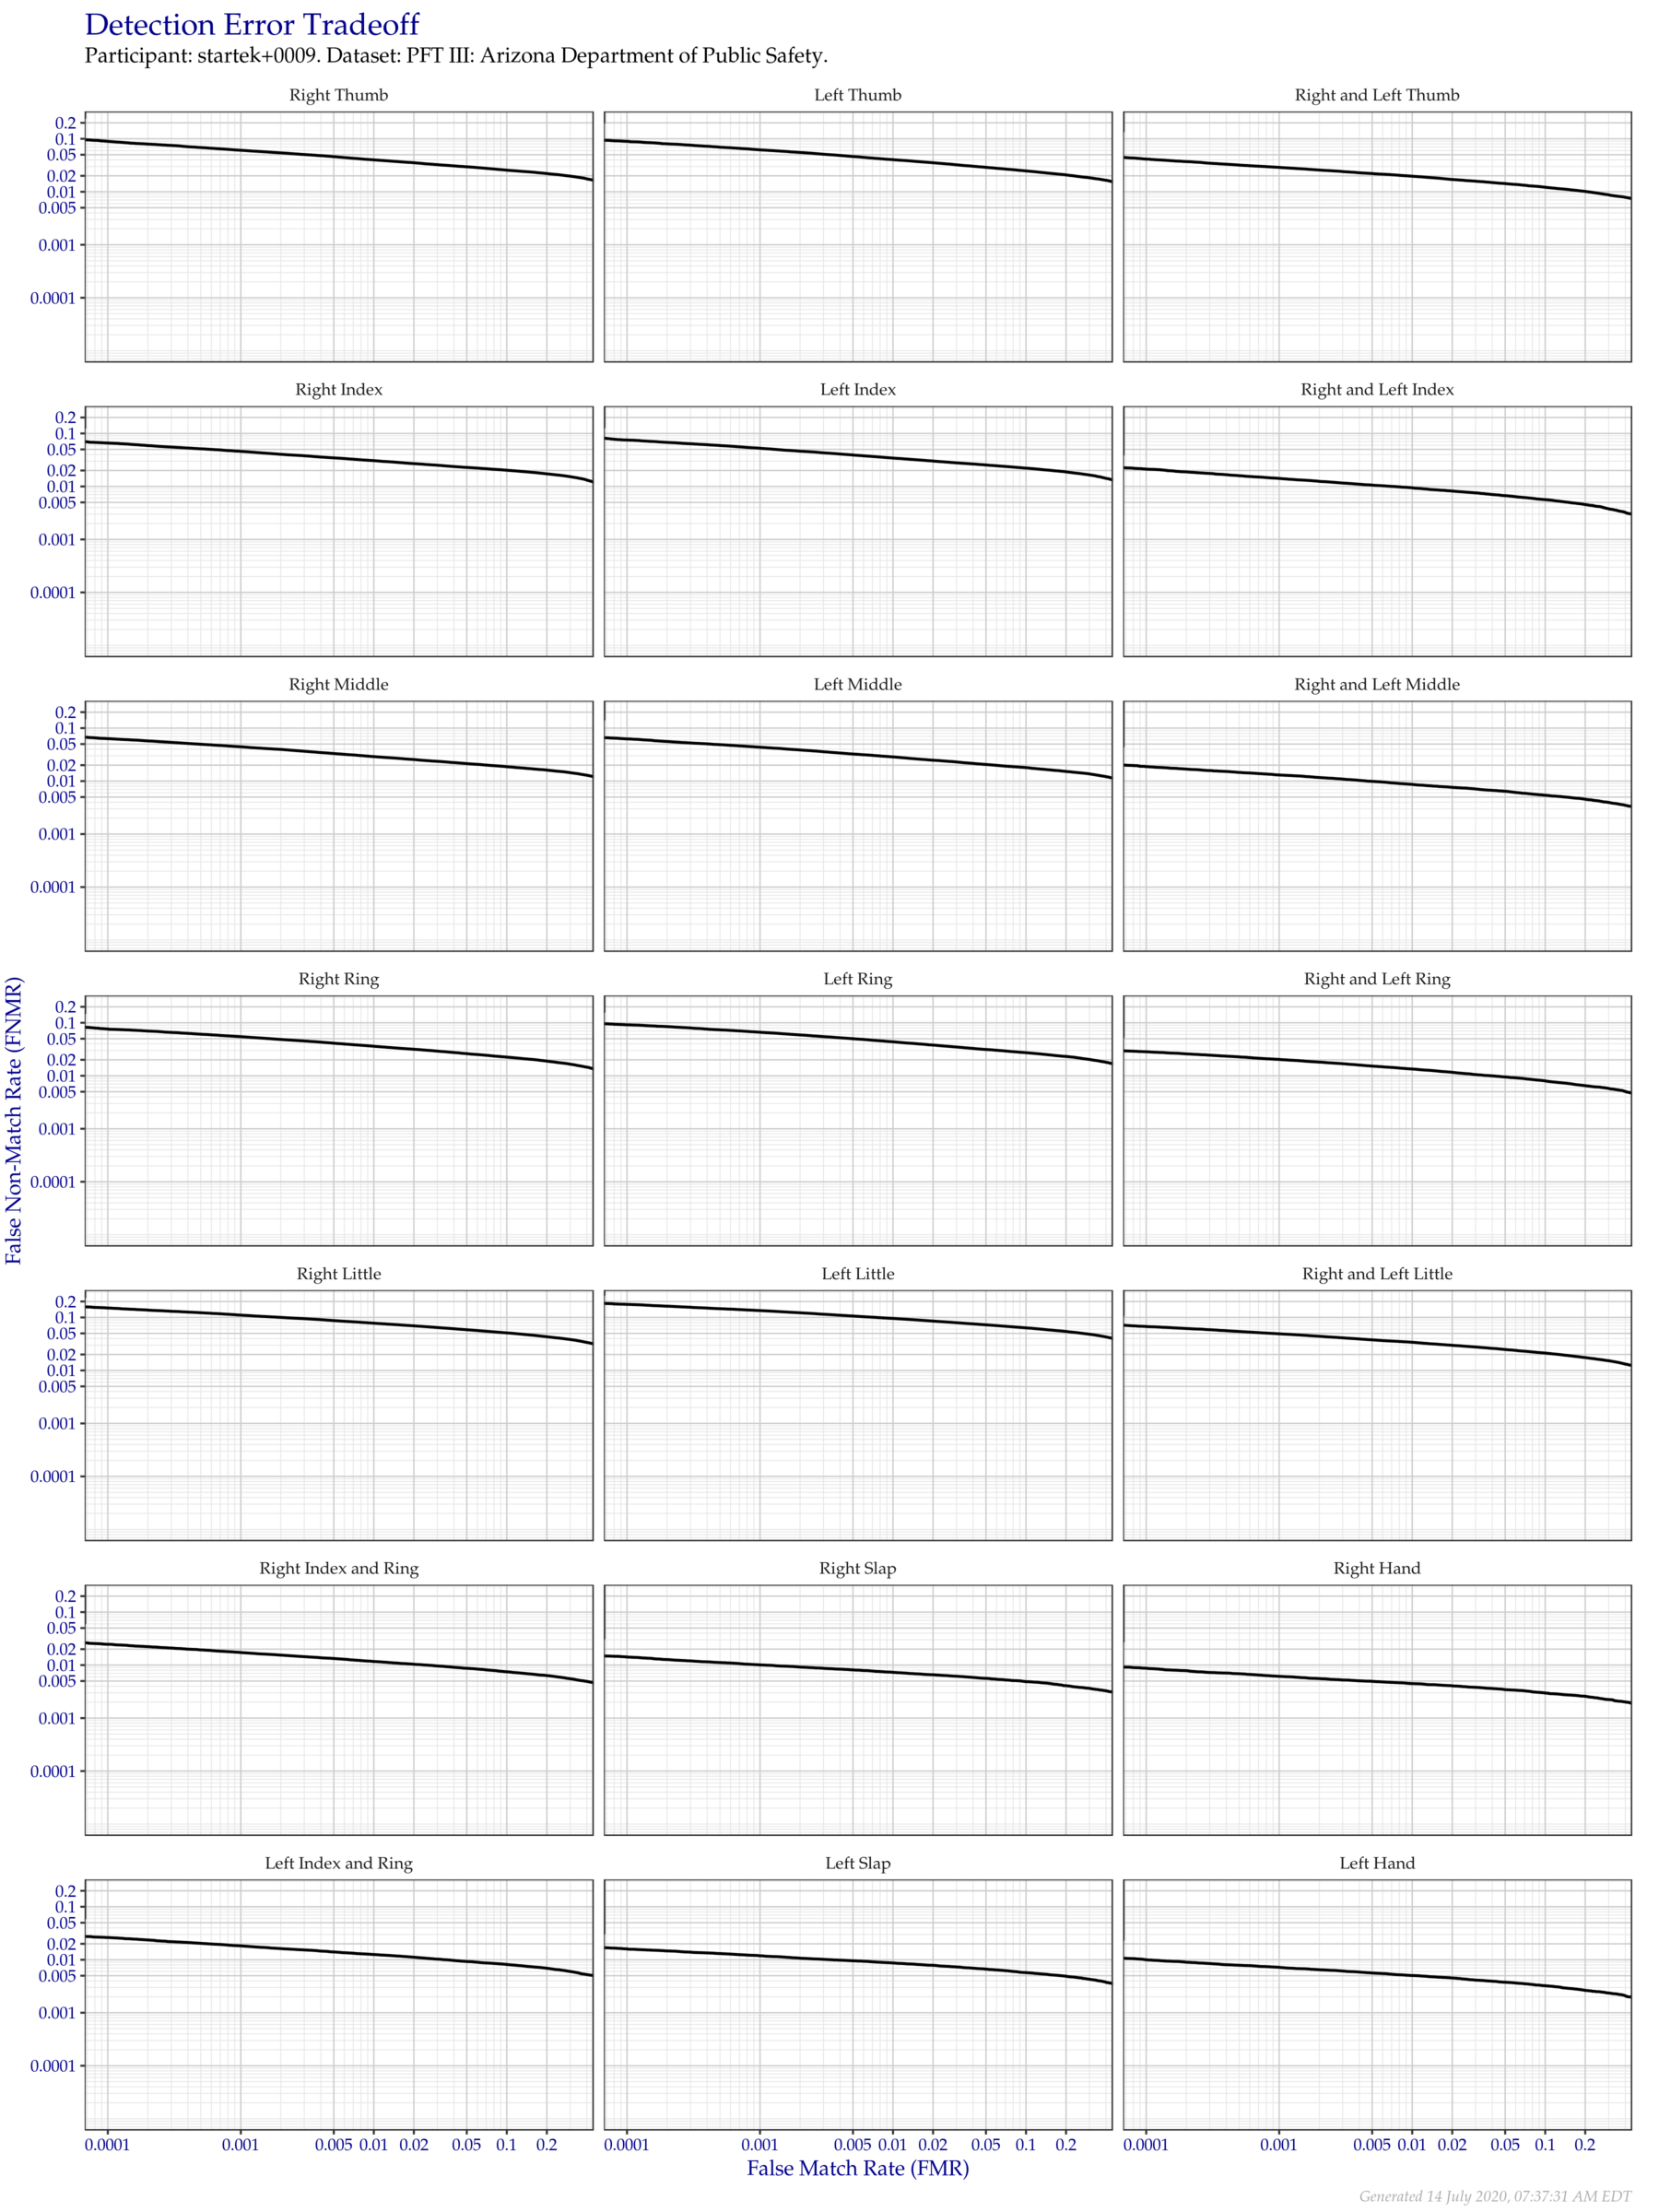 Detection Error Tradeoff
Participant: startek+0009. Dataset: PFT III: Arizona Department of Public Safety.
Right Thumb
Left Thumb
Right and Left Thumb
0.2
0.1
0.05
0.02
0.01
0.005
0.001
0.0001
Right Index
Left Index
Right and Left Index
0.2
0.1
0.05
0.02
0.01
0.005
0.001
0.0001
Right Middle
Left Middle
Right and Left Middle
0.2
0.1
0.05
0.02
0.01
0.005
0.001
0.0001
False Non-Match Rate (FNMR)
Right Ring
Left Ring
Right and Left Ring
0.2
0.1
0.05
0.02
0.01
0.005
0.001
0.0001
Right Little
Left Little
Right and Left Little
0.2
0.1
0.05
0.02
0.01
0.005
0.001
0.0001
Right Index and Ring
Right Slap
Right Hand
0.2
0.1
0.05
0.02
0.01
0.005
0.001
0.0001
Left Index and Ring
Left Slap
Left Hand
0.2
0.1
0.05
0.02
0.01
0.005
0.001
0.0001
0.0001 0.001 0.005 0.01 0.02 0.05 0.1 0.2
0.0001 0.001 0.005 0.01 0.02 0.05 0.1 0.2
0.0001 0.001 0.005 0.01 0.02 0.05 0.1 0.2
False Match Rate (FMR)
Generated 14 July 2020, 07:37:31 AM EDT